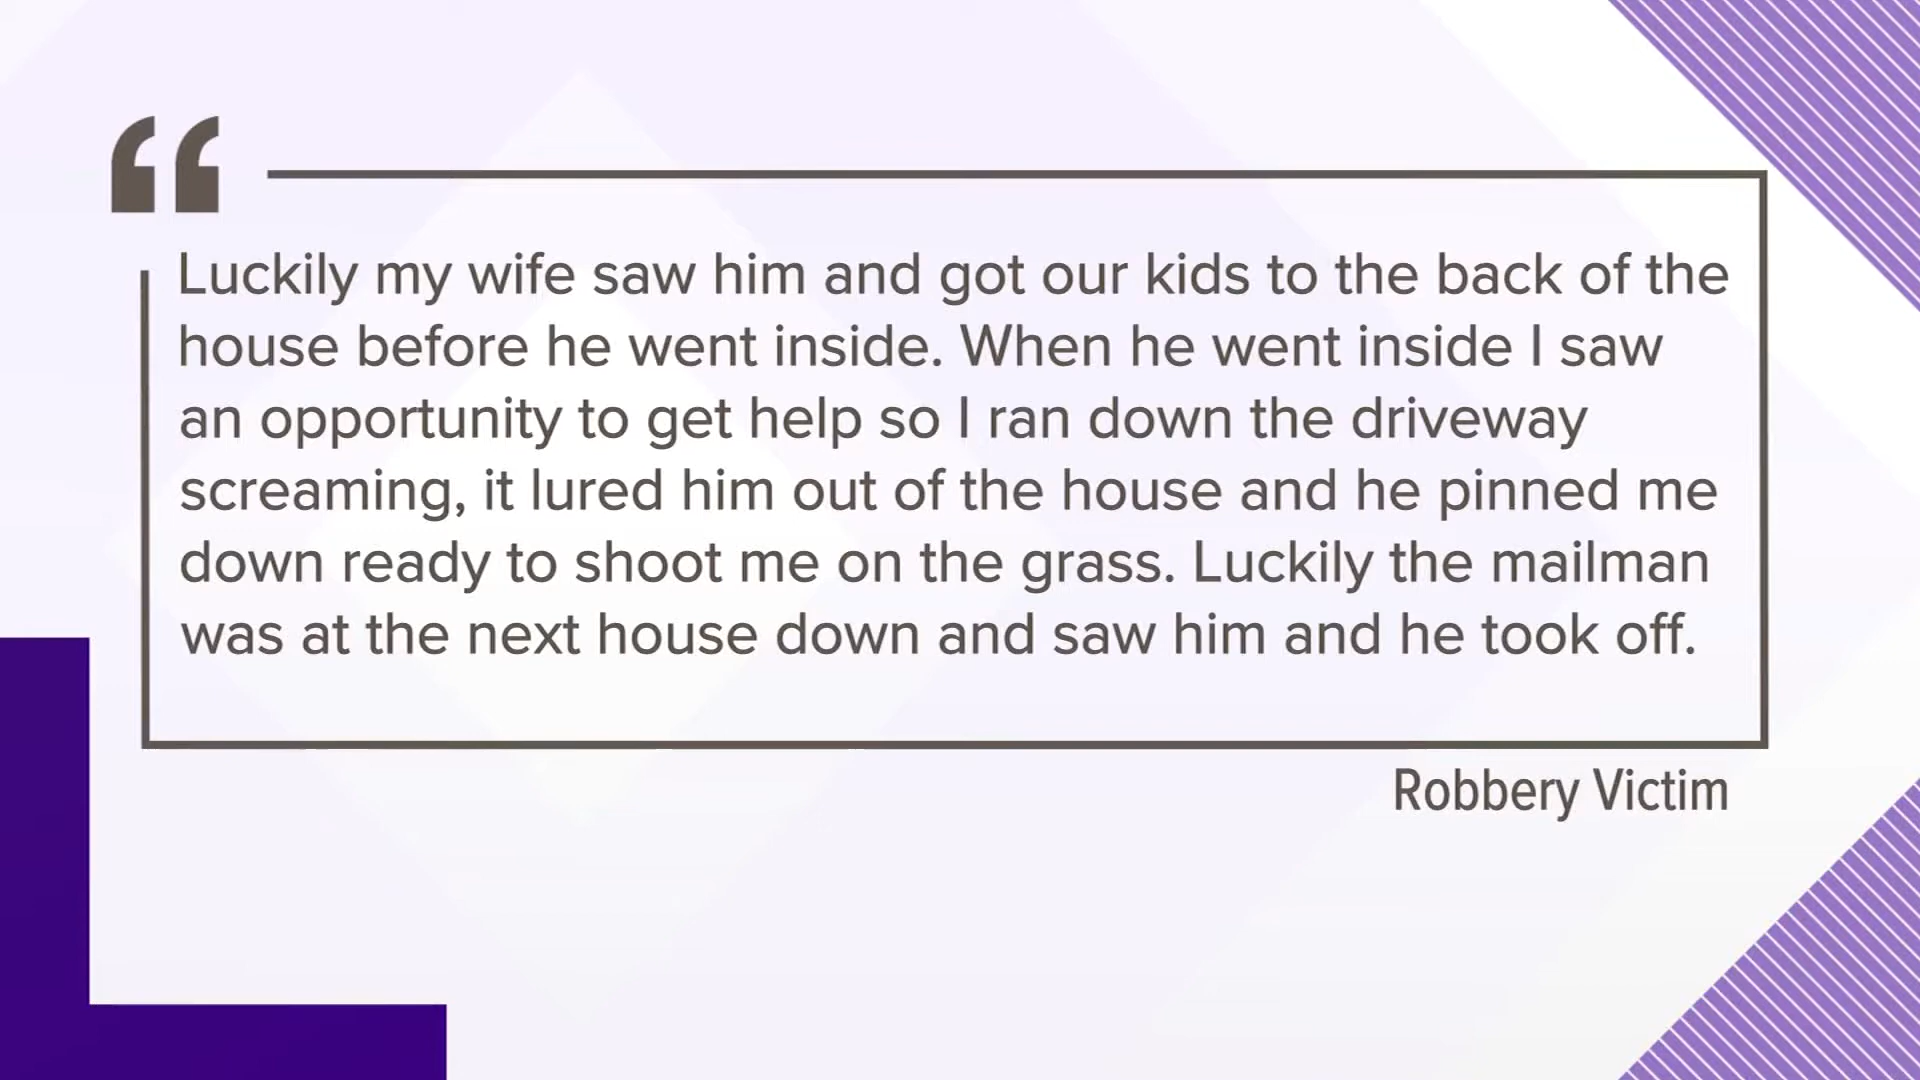 “
Luckily my wife saw him and got our kids to the back of the
house before he went inside. When he went inside I saw
an opportunity to get help so I ran down the driveway
screaming, it lured him out of the house and he pinned me
down ready to shoot me on the grass. Luckily the mailman
was at the next house down and saw him and he took off.
Robbery Victim